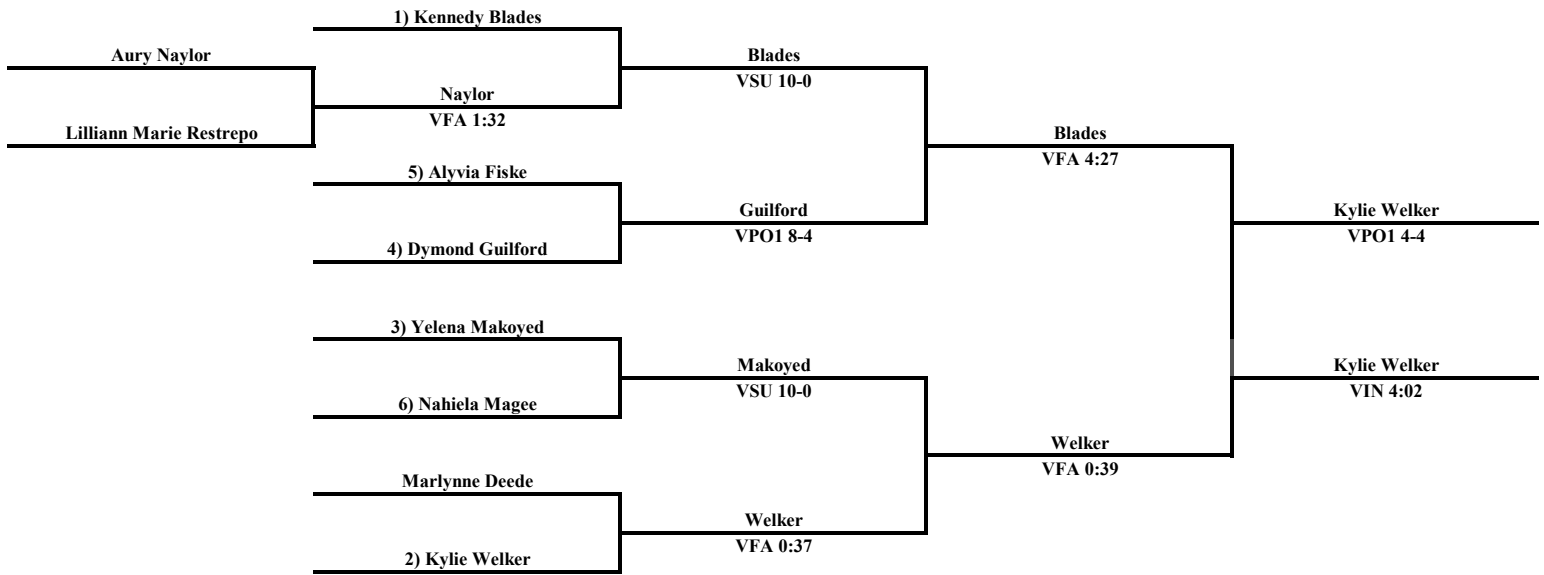 1) Kennedy Blades
Aury Naylor
Blades
VSU 10-0
Naylor
VFA 1:32
Lilliann Marie Restrepo
Blades
VFA 4:27
5) Alyvia Fiske
Guilford
VPO1 8-4
Kylie Welker
VPO1 4-4
4) Dymond Guilford
3) Yelena Makoyed
Makoyed
VSU 10-0
Kylie Welker
VIN 4:02
6) Nahiela Magee
Welker
VFA 0:39
Marlynne Deede
Welker
VFA 0:37
2) Kylie Welker